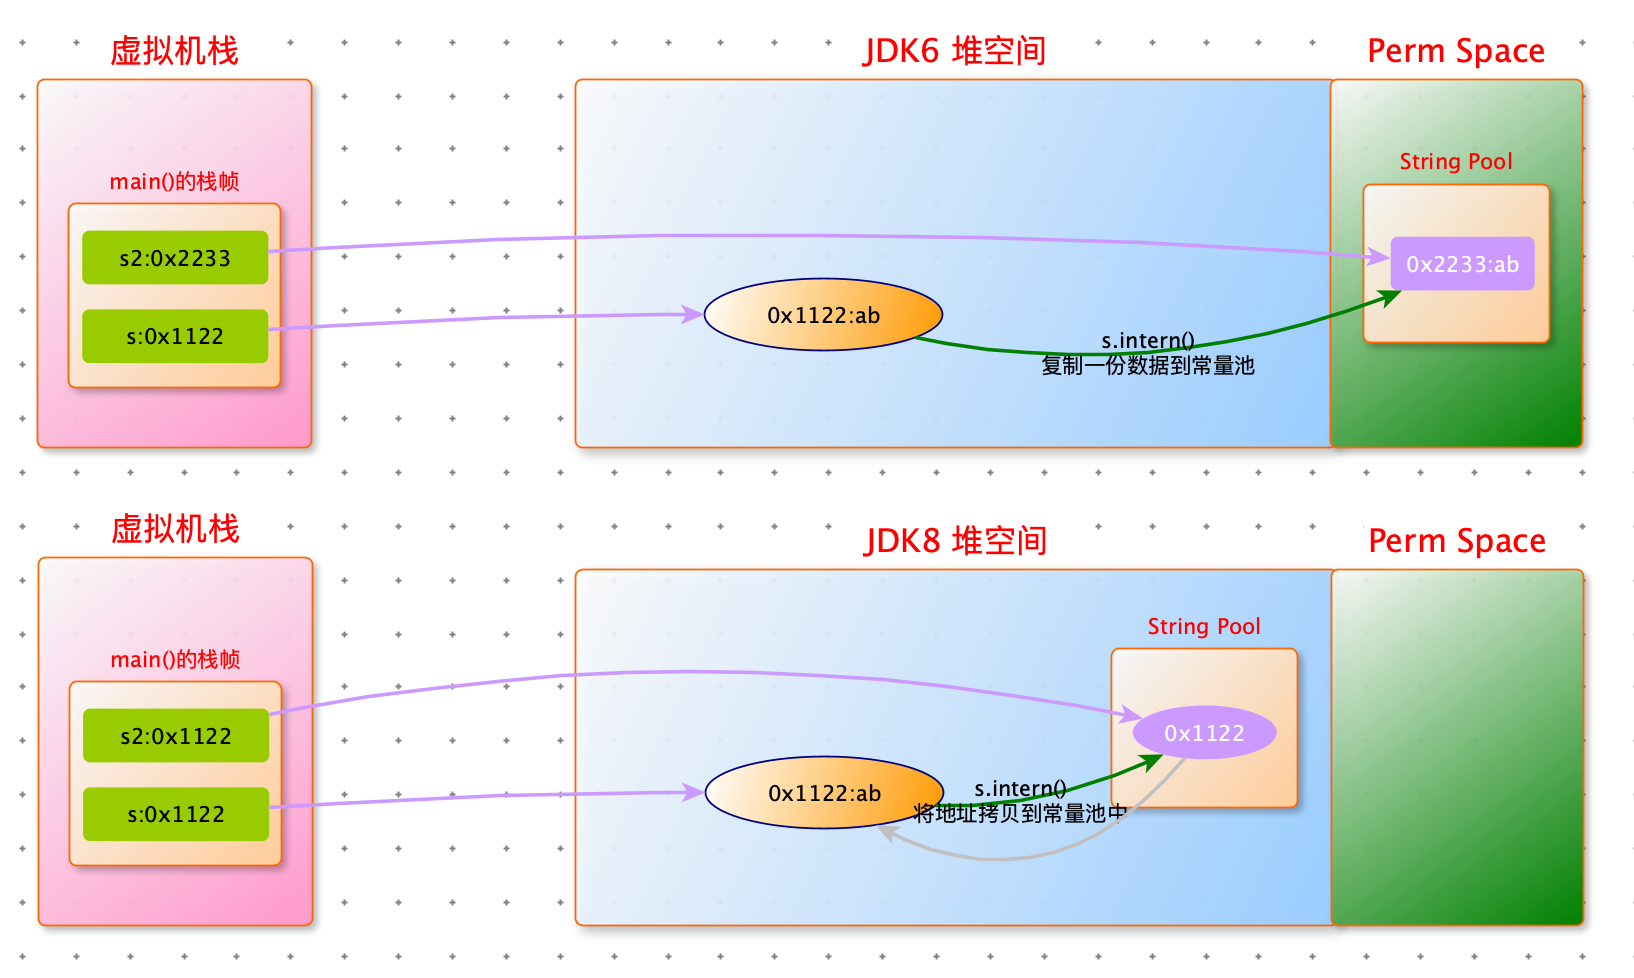 虚拟机栈
JDK6 堆空间
Perm Space
main()的栈帧
String Pool
s2:0x2233
0x2233:ab
s:0x1122
0x1122:ab
s.intern()
复制一份数据到常量池
虚拟机栈
JDK8 堆空间
Perm Space
main()的栈帧
String Pool
s2:0x1122
0x1122
s:0x1122
0x1122:ab
s.intern()
将地址拷贝到常量池中